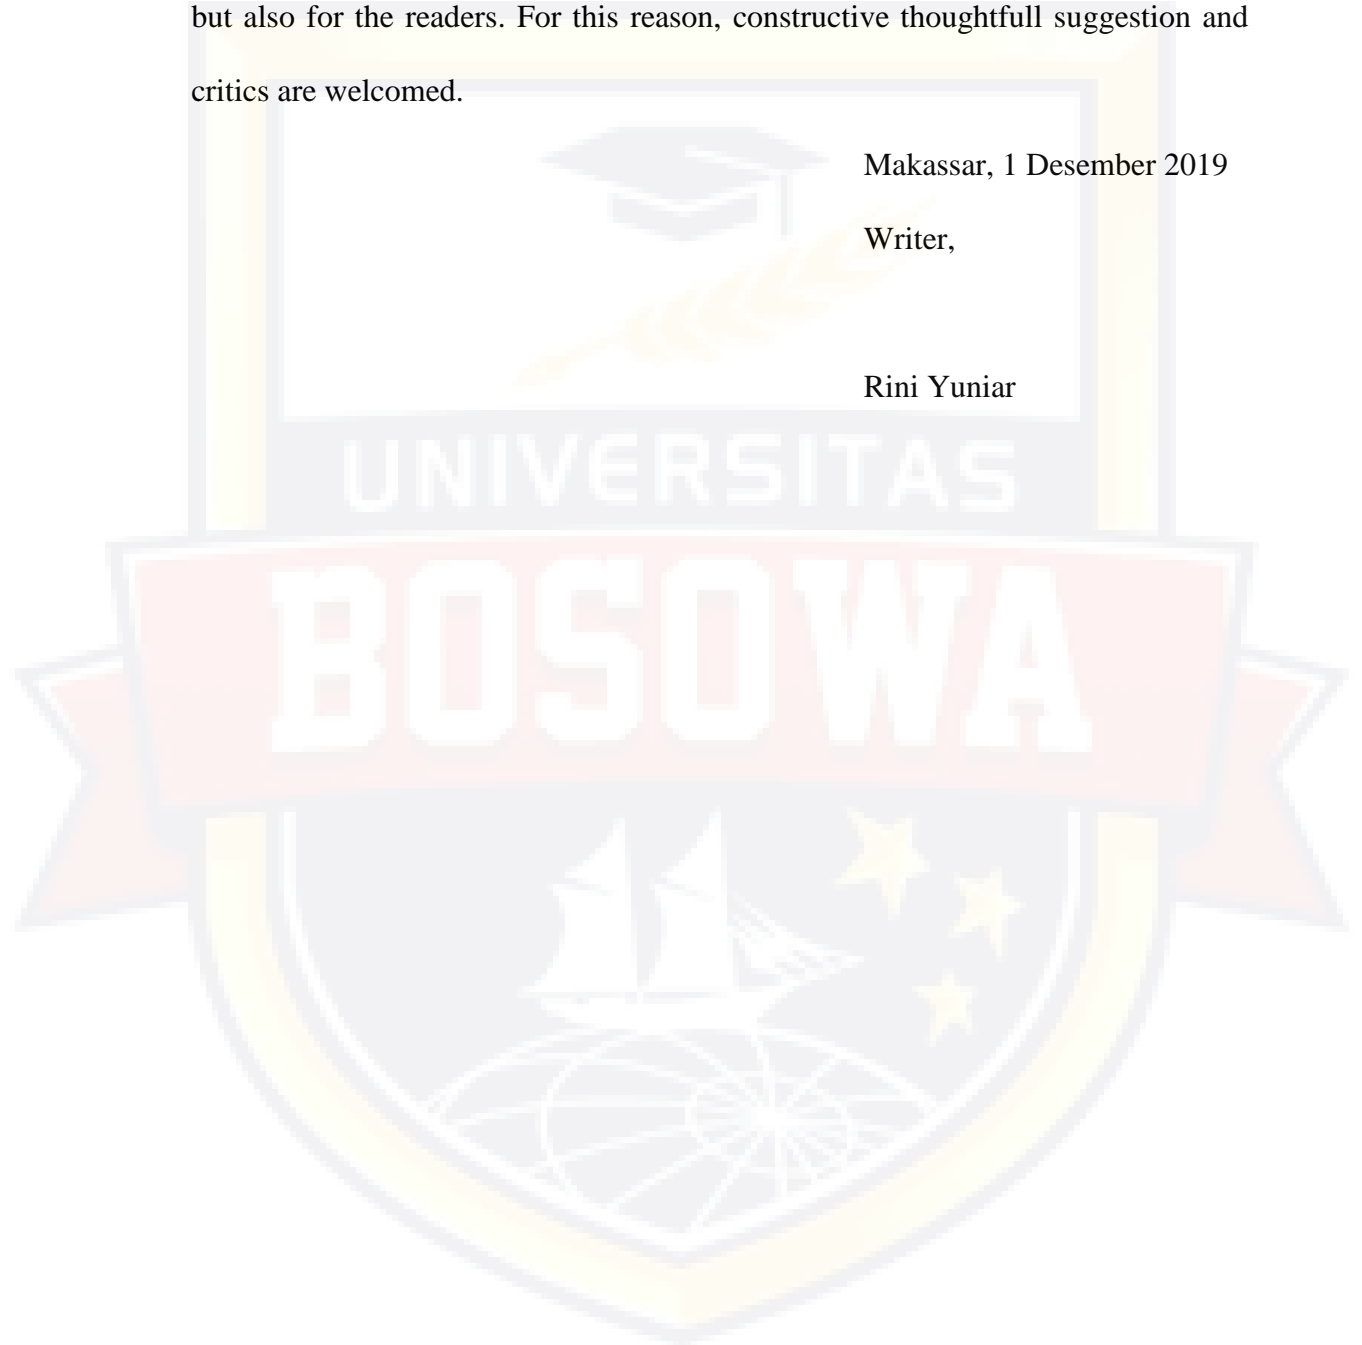 but also for the readers. For this reason, constructive thoughtfull suggestion and
critics are welcomed.
Makassar, 1 Desember 2019
Writer,
Rini Yuniar
UNIVERSITAS
BOSOWA